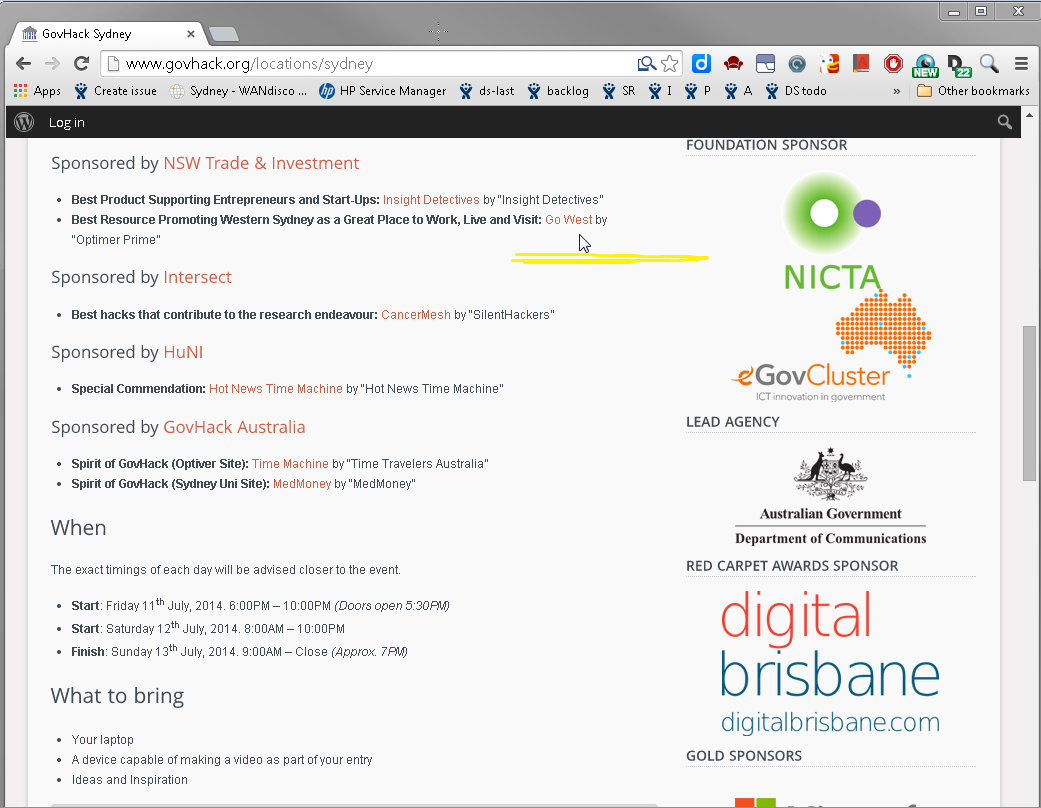 GovHack Sydney
www.govhack.org/locations/sydney
NEW
22
Apps
Create issue
Sydney - WANdisco ...
HP Service Manager
ds-last
backlog
SR
I
P
A
DS todo
»
Other bookmarks
Log in
Sponsored by NSW Trade & Investment
Best Product Supporting Entrepreneurs and Start-Ups: Insight Detectives by "Insight Detectives"
Best Resource Promoting Western Sydney as a Great Place to Work, Live and Visit: Go West by
"Optimer Prime"
Sponsored by Intersect
Best hacks that contribute to the research endeavour: CancerMesh by "SilentHackers"
Sponsored by HuNI
Special Commendation: Hot News Time Machine by "Hot News Time Machine"
Sponsored by GovHack Australia
Spirit of GovHack (Optiver Site): Time Machine by "Time Travelers Australia"
Spirit of GovHack (Sydney Uni Site): MedMoney by "MedMoney"
When
The exact timings of each day will be advised closer to the event.
Start: Friday 11th July, 2014. 6:00PM – 10:00PM (Doors open 5:30PM)
Start: Saturday 12th July, 2014. 8:00AM – 10:00PM
Finish: Sunday 13th July, 2014. 9:00AM – Close (Approx. 7PM)
What to bring
Your laptop
A device capable of making a video as part of your entry
Ideas and Inspiration
FOUNDATION SPONSOR
NICTA
eGovCluster
ICT innovation in government
LEAD AGENCY
Australian Government
Department of Communications
RED CARPET AWARDS SPONSOR
digital
brisbane
digitalbrisbane.com
GOLD SPONSORS